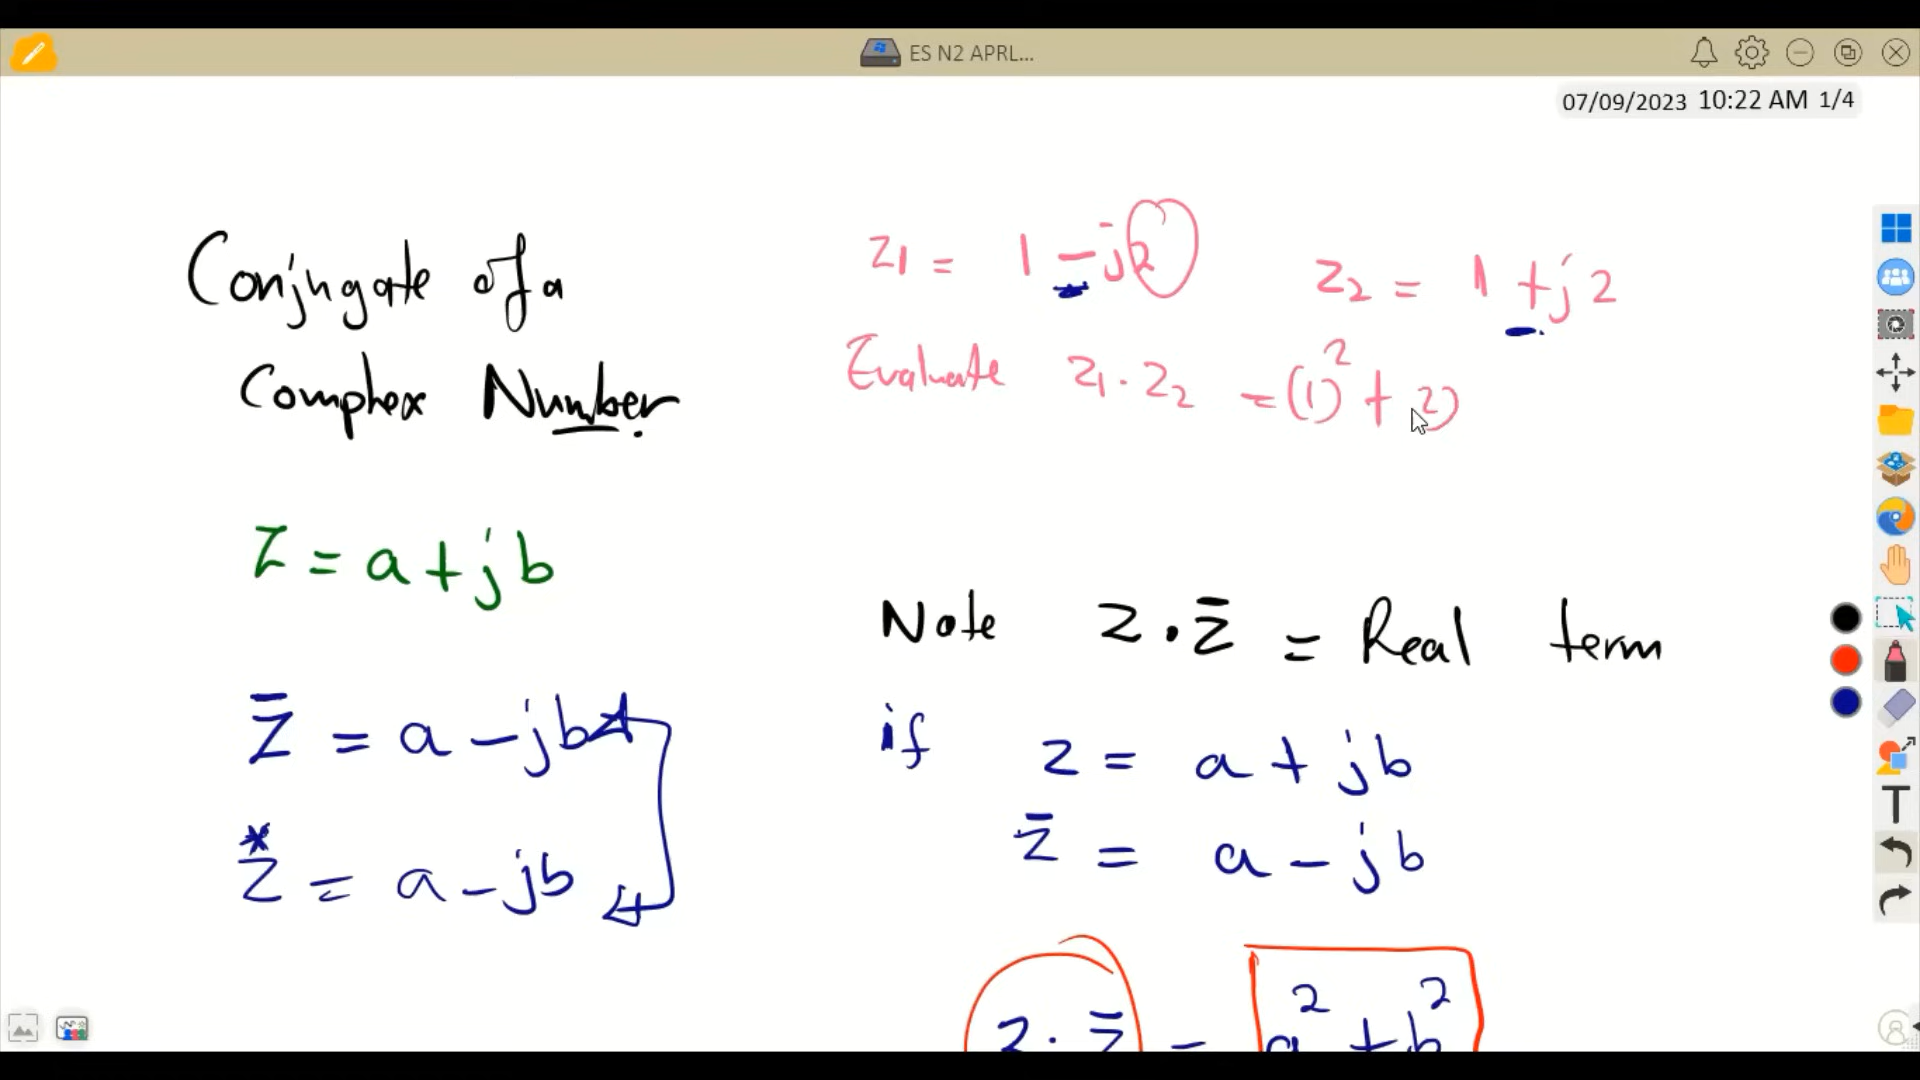 ES N2 APRL...
07/09/2023 10:22 AM 1/4
Conjugate of a
Complex Number
Z = a + jb
Z̄ = a - jb
*
Z = a - jb
Z1 = 1 - j2
Z2 = 1 + j2
Evaluate Z1 . Z2 = (1)² + 2)
Note Z . Z̄ = Real term
if Z = a + jb
Z̄ = a - jb
Z . Z̄ = a² + b²
T